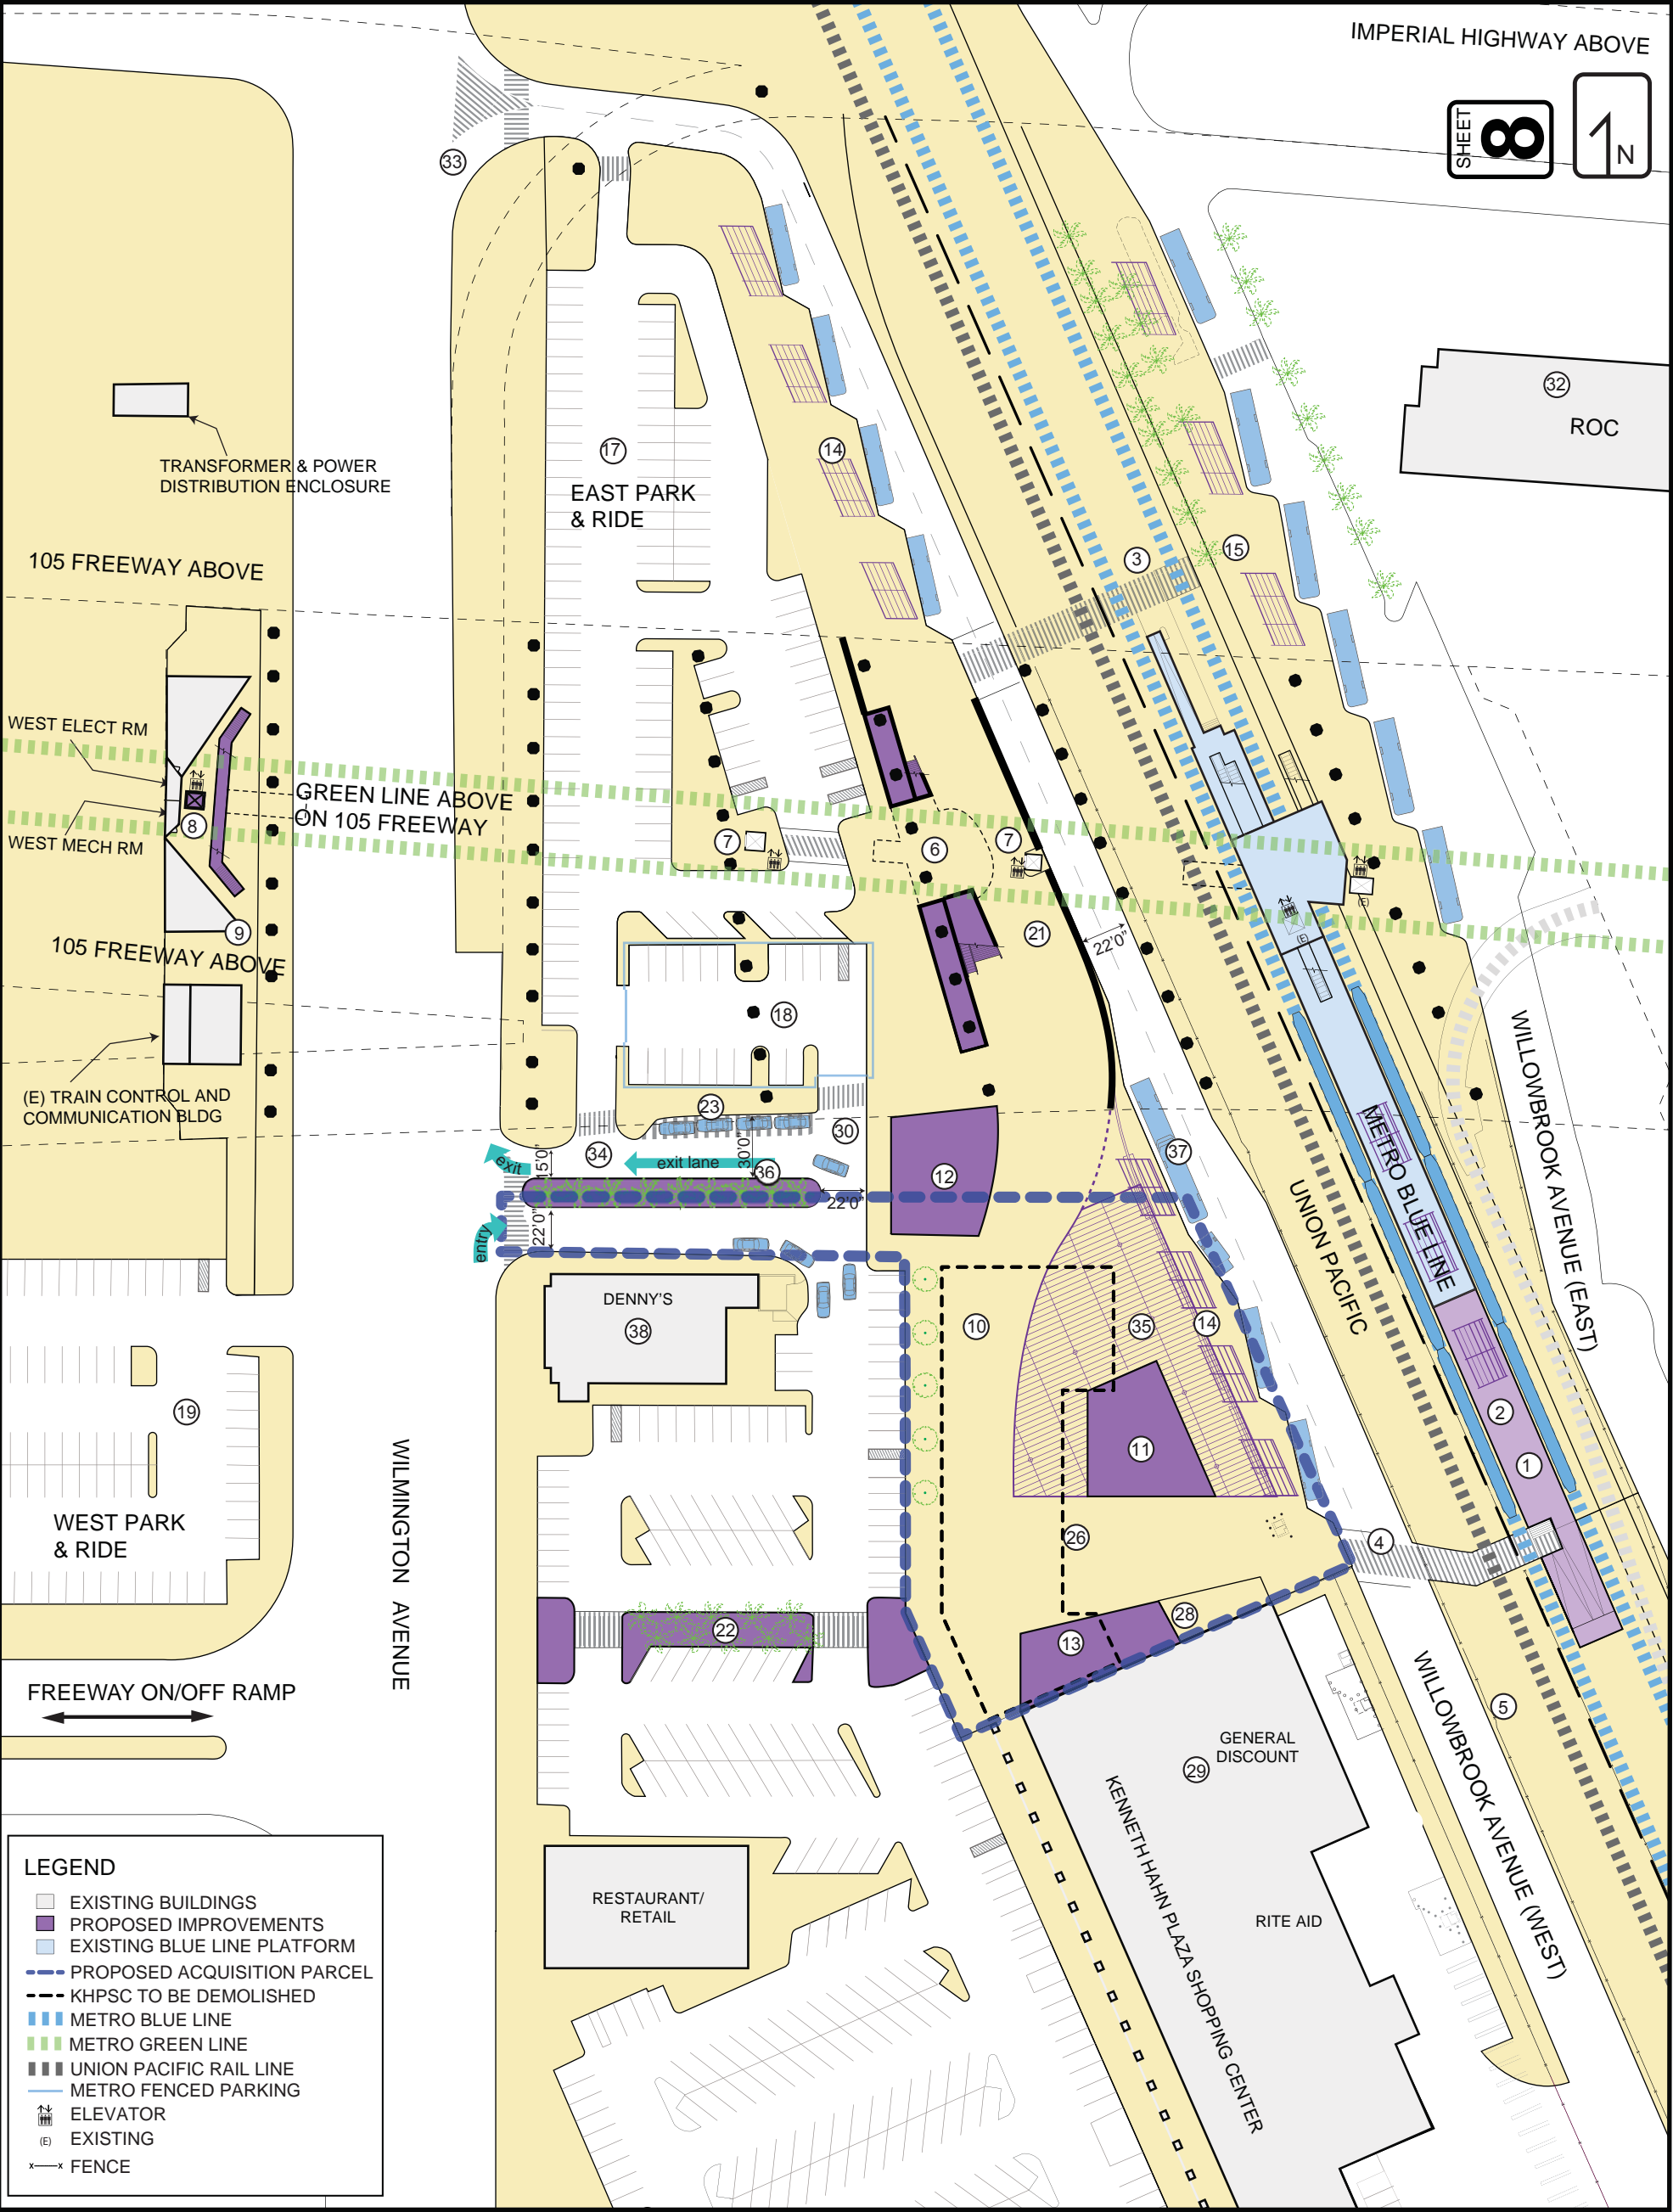 IMPERIAL HIGHWAY ABOVE
SHEET
8
N
33
32
ROC
TRANSFORMER & POWER
DISTRIBUTION ENCLOSURE
17
EAST PARK
& RIDE
14
3
15
105 FREEWAY ABOVE
WEST ELECT RM
GREEN LINE ABOVE
ON 105 FREEWAY
8
WEST MECH RM
7
6
7
(E)
(E)
9
105 FREEWAY ABOVE
21
22'0"
18
(E) TRAIN CONTROL AND
COMMUNICATION BLDG
23
30
34
exit
15'0"
exit lane
30'0"
36
12
37
22'0"
22'0"
entry
METRO BLUE LINE
UNION PACIFIC
WILLOWBROOK AVENUE (EAST)
DENNY'S
38
10
35
14
19
11
2
1
WEST PARK
& RIDE
WILMINGTON AVENUE
26
4
22
13
28
FREEWAY ON/OFF RAMP
5
GENERAL
DISCOUNT
29
KENNETH HAHN PLAZA SHOPPING CENTER
WILLOWBROOK AVENUE (WEST)
RITE AID
RESTAURANT/
RETAIL
LEGEND
EXISTING BUILDINGS
PROPOSED IMPROVEMENTS
EXISTING BLUE LINE PLATFORM
PROPOSED ACQUISITION PARCEL
KHPSC TO BE DEMOLISHED
METRO BLUE LINE
METRO GREEN LINE
UNION PACIFIC RAIL LINE
METRO FENCED PARKING
ELEVATOR
(E) EXISTING
x x FENCE